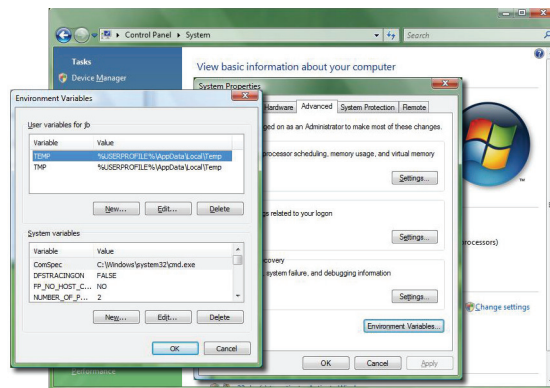 Control Panel ▸ System
Search
Tasks
Device Manager
View basic information about your computer
System Properties
Hardware
Advanced
System Protection
Remote
ged on as an Administrator to make most of these changes.
processor scheduling, memory usage, and virtual memory
Settings...
s related to your logon
Settings...
covery
, system failure, and debugging information
Settings...
Environment Variables...
OK
Cancel
Apply
Environment Variables
User variables for jb
Variable Value
TEMP %USERPROFILE%\AppData\Local\Temp
TMP %USERPROFILE%\AppData\Local\Temp
New... Edit... Delete
System variables
Variable Value
ComSpec C:\Windows\system32\cmd.exe
DFSTRACINGON FALSE
FP_NO_HOST_C... NO
NUMBER_OF_P... 2
New... Edit... Delete
OK Cancel
rocessors)
Change settings
Performance